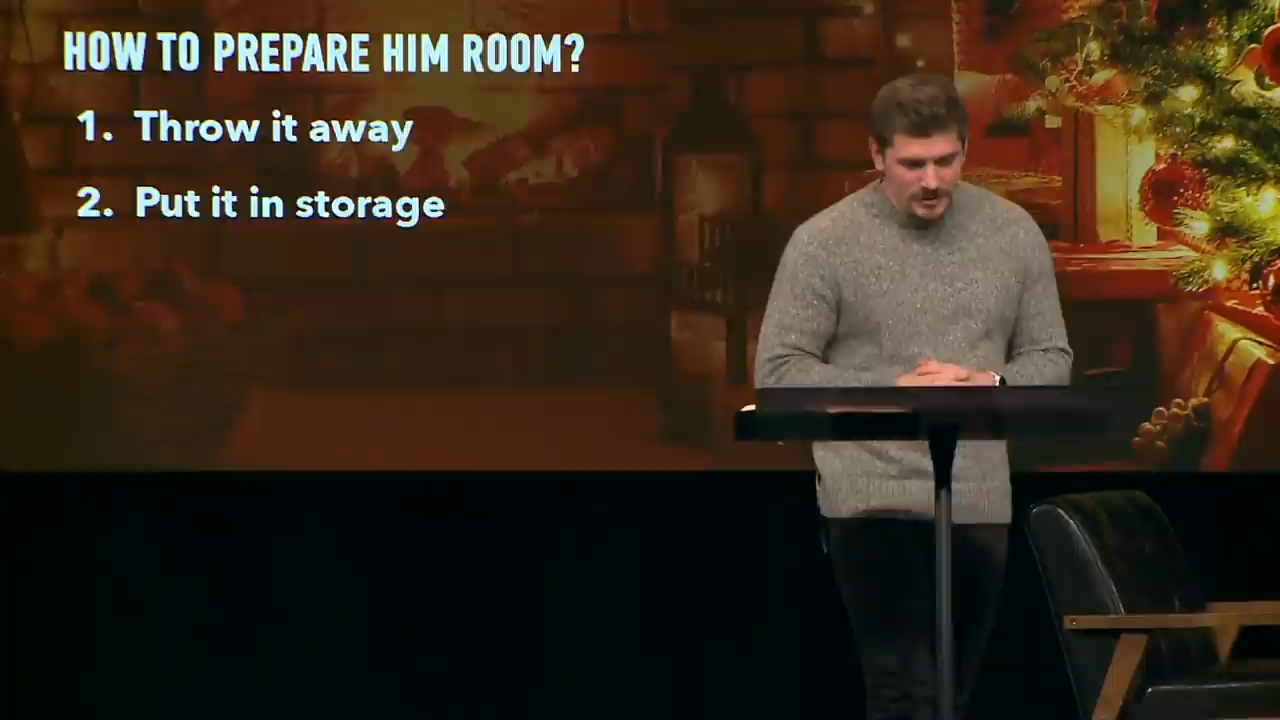 HOW TO PREPARE HIM ROOM?
1. Throw it away
2. Put it in storage